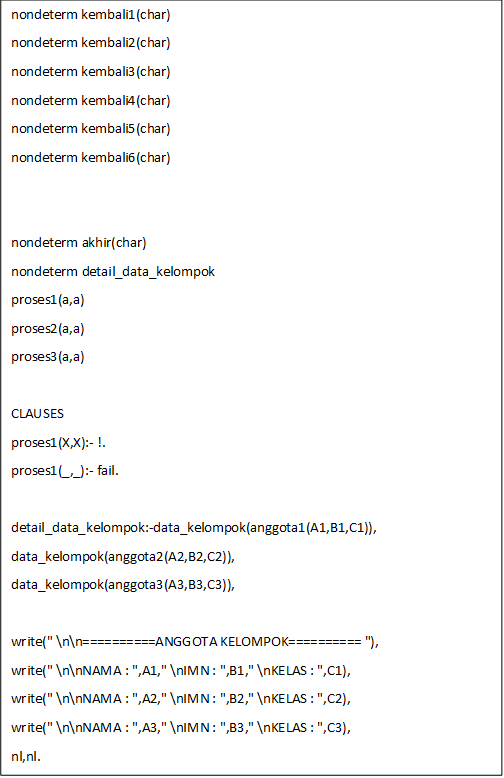 nondeterm kembali1(char)
nondeterm kembali2(char)
nondeterm kembali3(char)
nondeterm kembali4(char)
nondeterm kembali5(char)
nondeterm kembali6(char)
nondeterm akhir(char)
nondeterm detail_data_kelompok
proses1(a,a)
proses2(a,a)
proses3(a,a)
CLAUSES
proses1(X,X):- !.
proses1(_,_):- fail.
detail_data_kelompok:-data_kelompok(anggota1(A1,B1,C1)),
data_kelompok(anggota2(A2,B2,C2)),
data_kelompok(anggota3(A3,B3,C3)),
write(" \n\n==========ANGGOTA KELOMPOK========== "),
write(" \n\nNAMA : ",A1," \nIMN : ",B1," \nKELAS : ",C1),
write(" \n\nNAMA : ",A2," \nIMN : ",B2," \nKELAS : ",C2),
write(" \n\nNAMA : ",A3," \nIMN : ",B3," \nKELAS : ",C3),
nl,nl.